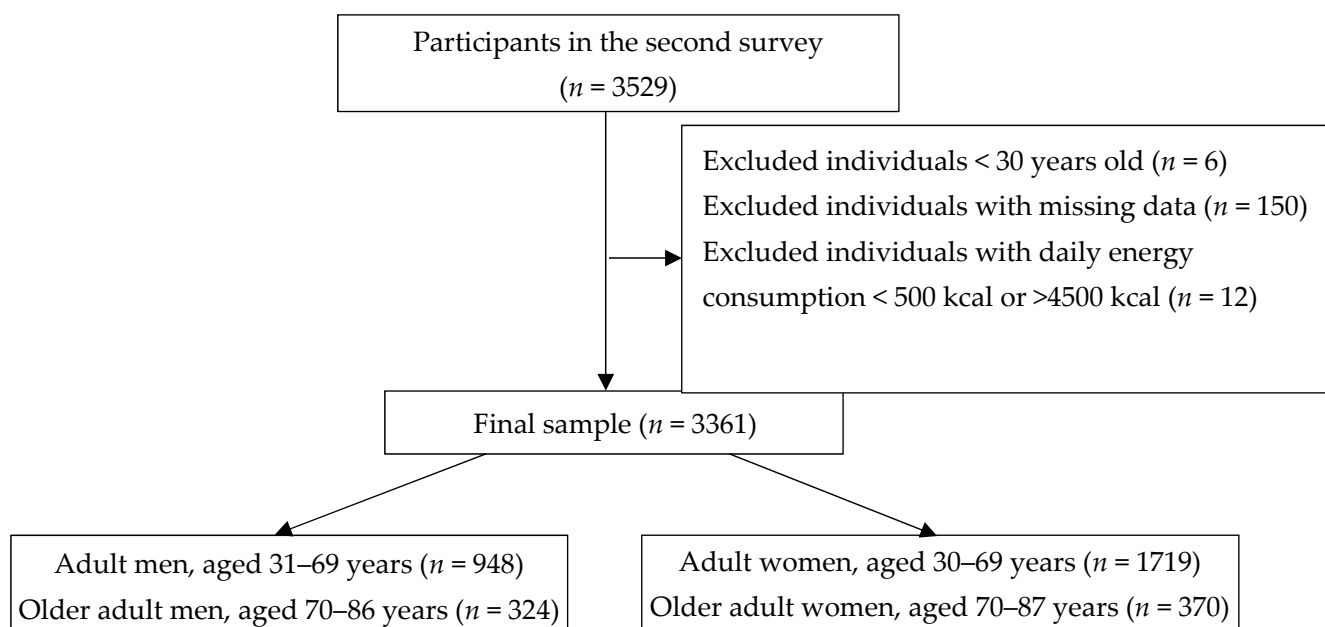 Participants in the second survey
(n = 3529)
Excluded individuals < 30 years old (n = 6)
Excluded individuals with missing data (n = 150)
Excluded individuals with daily energy
consumption < 500 kcal or >4500 kcal (n = 12)
Final sample (n = 3361)
Adult men, aged 31–69 years (n = 948)
Older adult men, aged 70–86 years (n = 324)
Adult women, aged 30–69 years (n = 1719)
Older adult women, aged 70–87 years (n = 370)